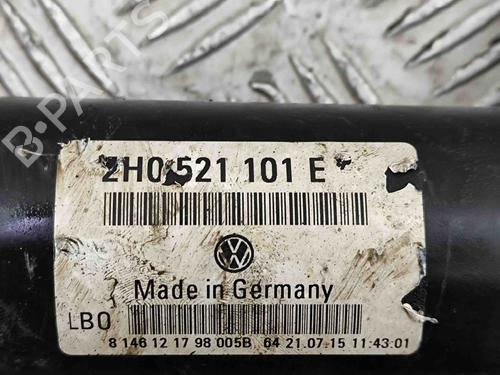 B-PARTS
2H0 521 101 E
Made in Germany
LBO
8 146 12 17 98 005B 64 21.07.15 11:43:01